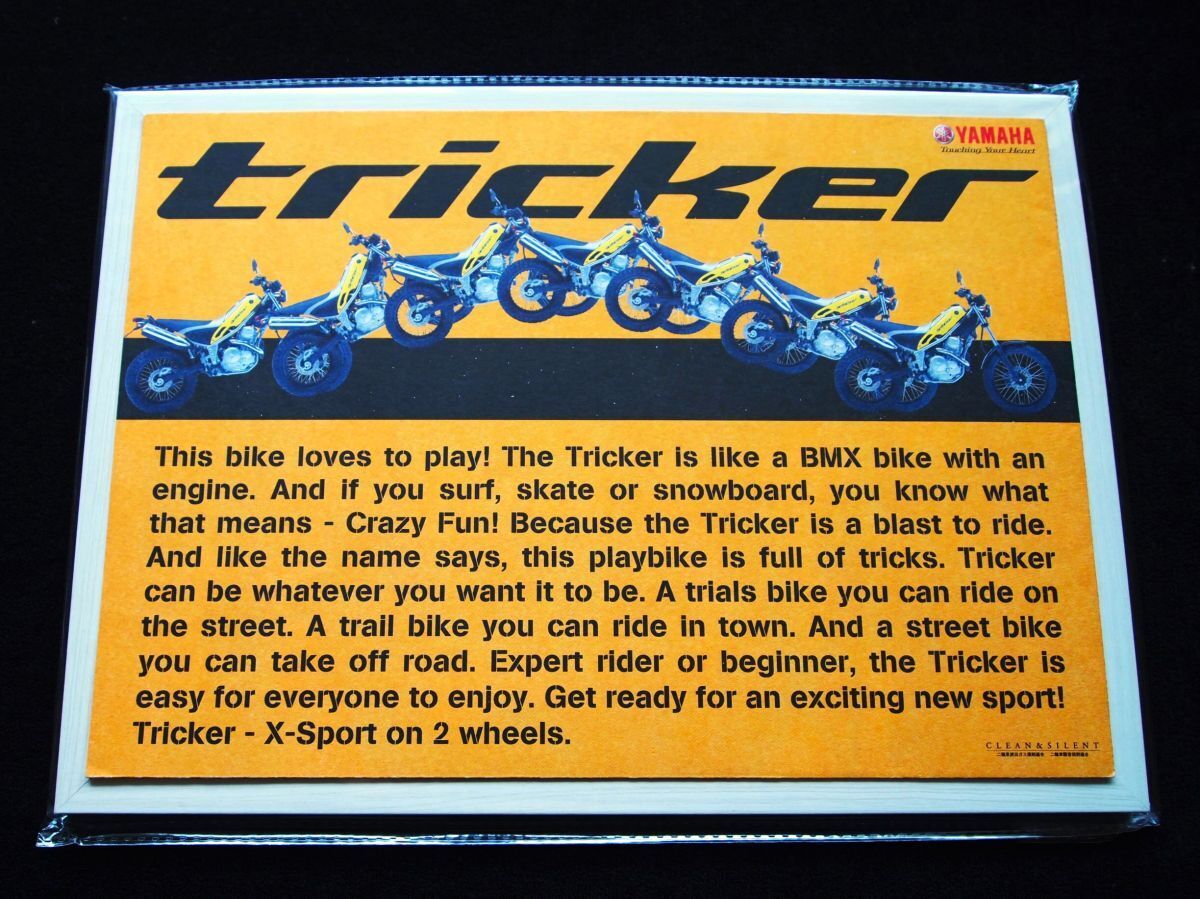 YAMAHA
Touching Your Heart
tricker
This bike loves to play! The Tricker is like a BMX bike with an
engine. And if you surf, skate or snowboard, you know what
that means - Crazy Fun! Because the Tricker is a blast to ride.
And like the name says, this playbike is full of tricks. Tricker
can be whatever you want it to be. A trials bike you can ride on
the street. A trail bike you can ride in town. And a street bike
you can take off road. Expert rider or beginner, the Tricker is
easy for everyone to enjoy. Get ready for an exciting new sport!
Tricker - X-Sport on 2 wheels.
CLEAN & SILENT